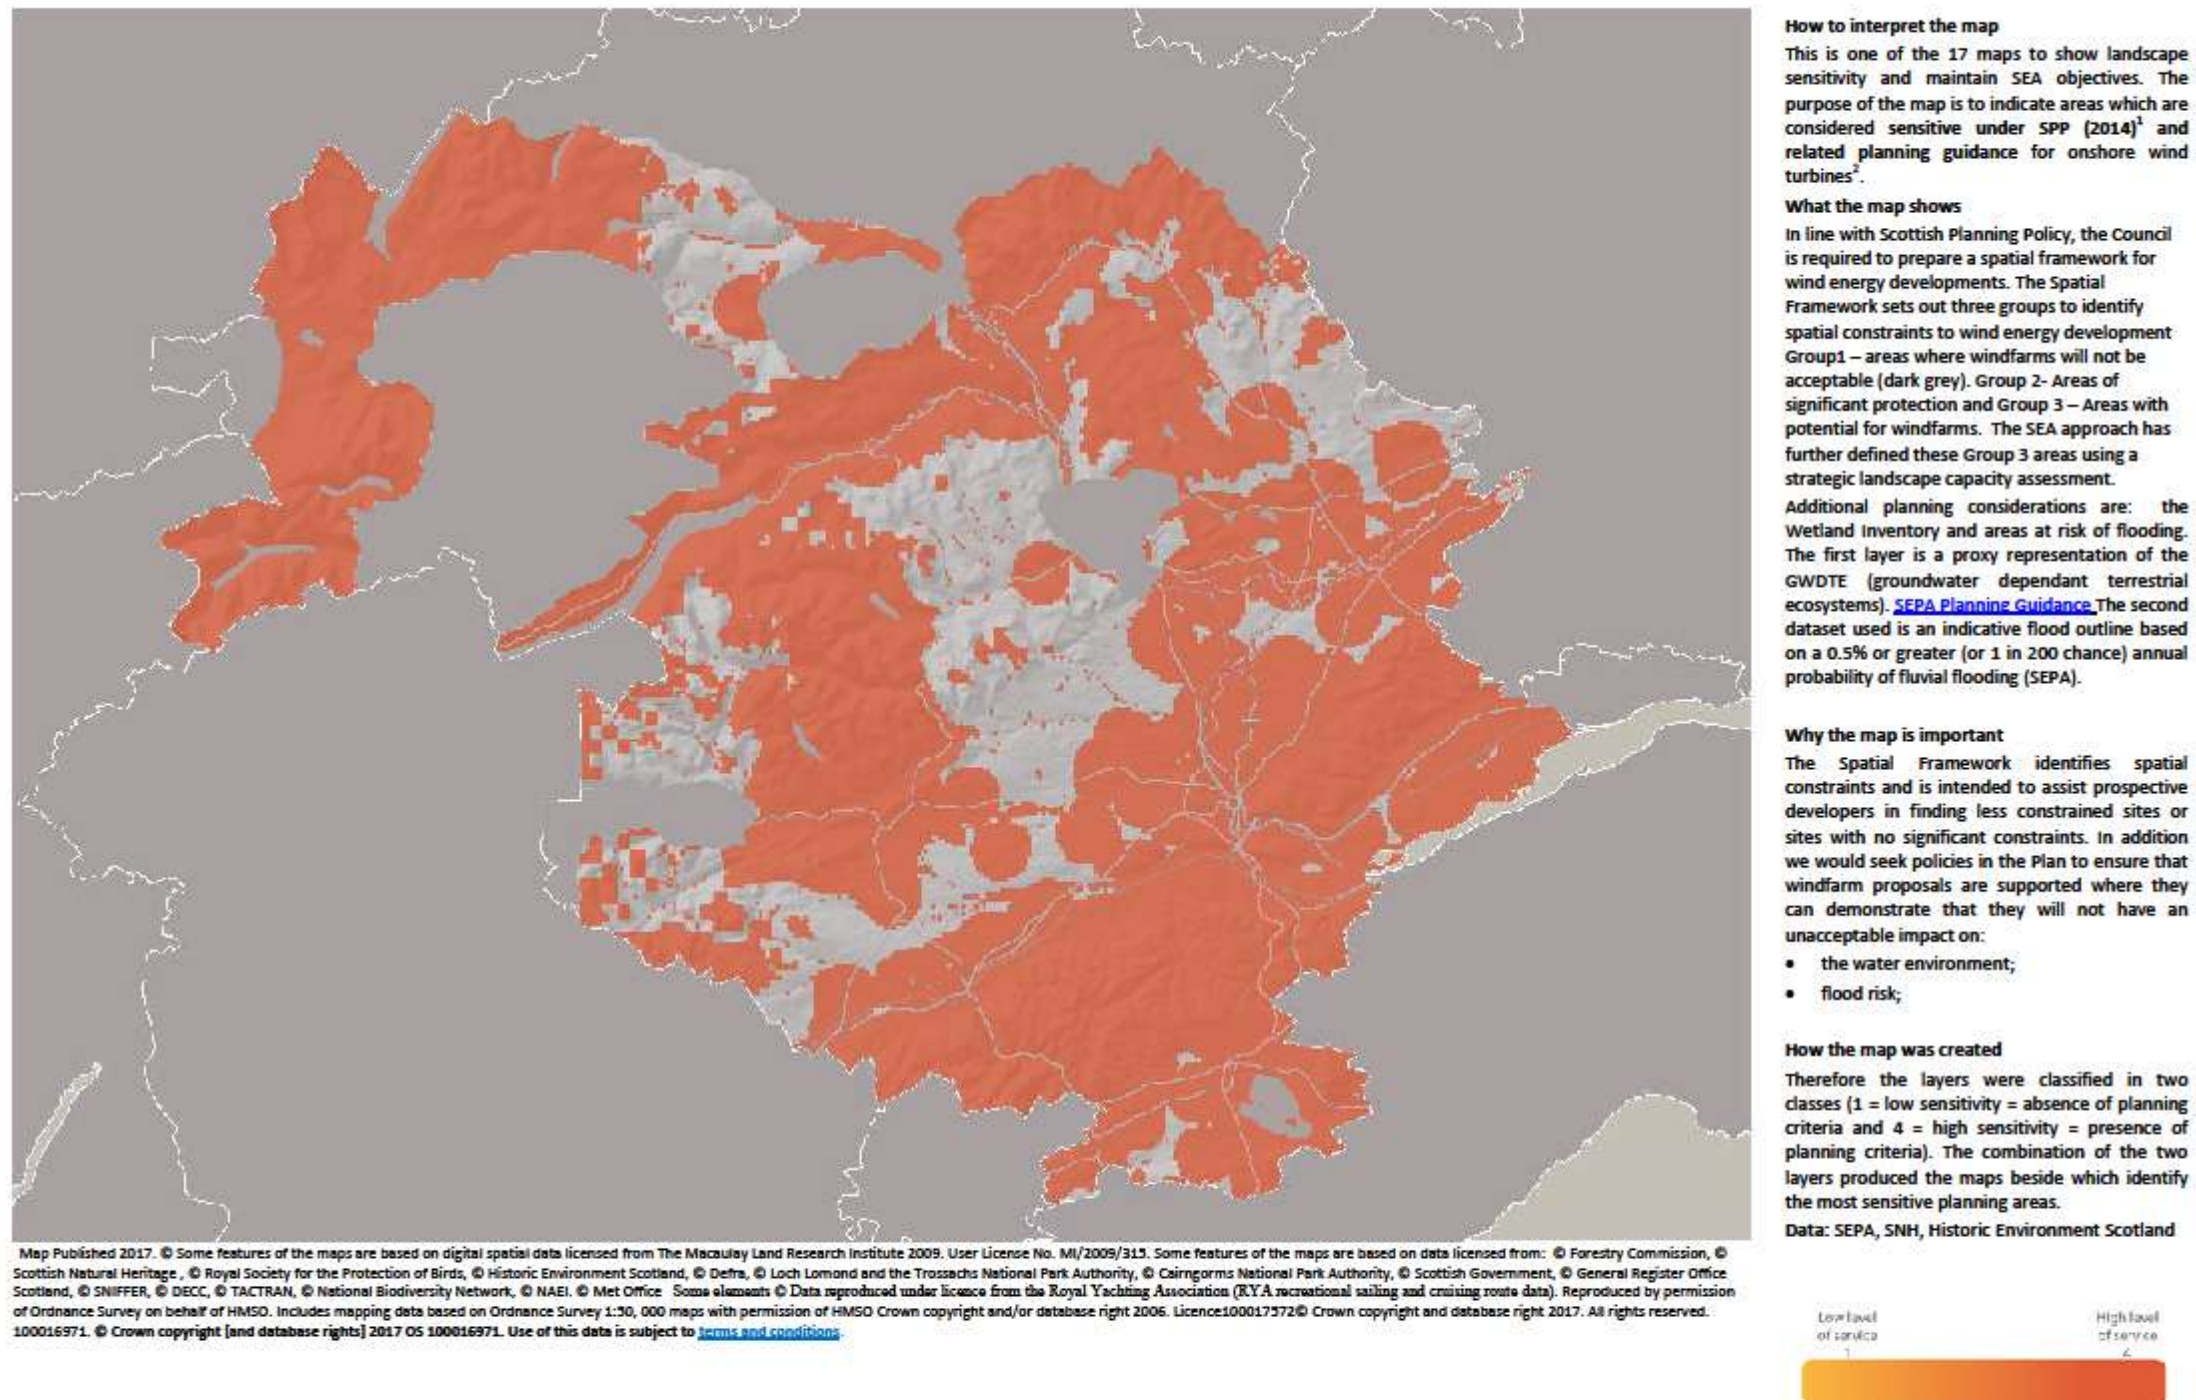 How to interpret the map
This is one of the 17 maps to show landscape
sensitivity and maintain SEA objectives. The
purpose of the map is to indicate areas which are
considered sensitive under SPP (2014)¹ and
related planning guidance for onshore wind
turbines².
What the map shows
In line with Scottish Planning Policy, the Council
is required to prepare a spatial framework for
wind energy developments. The Spatial
Framework sets out three groups to identify
spatial constraints to wind energy development
Group1 – areas where windfarms will not be
acceptable (dark grey). Group 2- Areas of
significant protection and Group 3 – Areas with
potential for windfarms. The SEA approach has
further defined these Group 3 areas using a
strategic landscape capacity assessment.
Additional planning considerations are: the
Wetland Inventory and areas at risk of flooding.
The first layer is a proxy representation of the
GWDTE (groundwater dependant terrestrial
ecosystems). SEPA Planning Guidance The second
dataset used is an indicative flood outline based
on a 0.5% or greater (or 1 in 200 chance) annual
probability of fluvial flooding (SEPA).
Why the map is important
The Spatial Framework identifies spatial
constraints and is intended to assist prospective
developers in finding less constrained sites or
sites with no significant constraints. In addition
we would seek policies in the Plan to ensure that
windfarm proposals are supported where they
can demonstrate that they will not have an
unacceptable impact on:
• the water environment;
• flood risk;
How the map was created
Therefore the layers were classified in two
classes (1 = low sensitivity = absence of planning
criteria and 4 = high sensitivity = presence of
planning criteria). The combination of the two
layers produced the maps beside which identify
the most sensitive planning areas.
Data: SEPA, SNH, Historic Environment Scotland
Map Published 2017. © Some features of the maps are based on digital spatial data licensed from The Macaulay Land Research Institute 2009. User License No. MI/2009/315. Some features of the maps are based on data licensed from: © Forestry Commission, ©
Scottish Natural Heritage , © Royal Society for the Protection of Birds, © Historic Environment Scotland, © Defra, © Loch Lomond and the Trossachs National Park Authority, © Cairngorms National Park Authority, © Scottish Government, © General Register Office
Scotland, © SNIFFER, © DECC, © TACTRAN, © National Biodiversity Network, © NAEI. © Met Office Some elements © Data reproduced under licence from the Royal Yachting Association (RYA recreational sailing and cruising route data). Reproduced by permission
of Ordnance Survey on behalf of HMSO. Includes mapping data based on Ordnance Survey 1:50, 000 maps with permission of HMSO Crown copyright and/or database right 2006. Licence100017572© Crown copyright and database right 2017. All rights reserved.
100016971. © Crown copyright [and database rights] 2017 OS 100016971. Use of this data is subject to terms and conditions.
Low level
of service
1
High level
of service
4